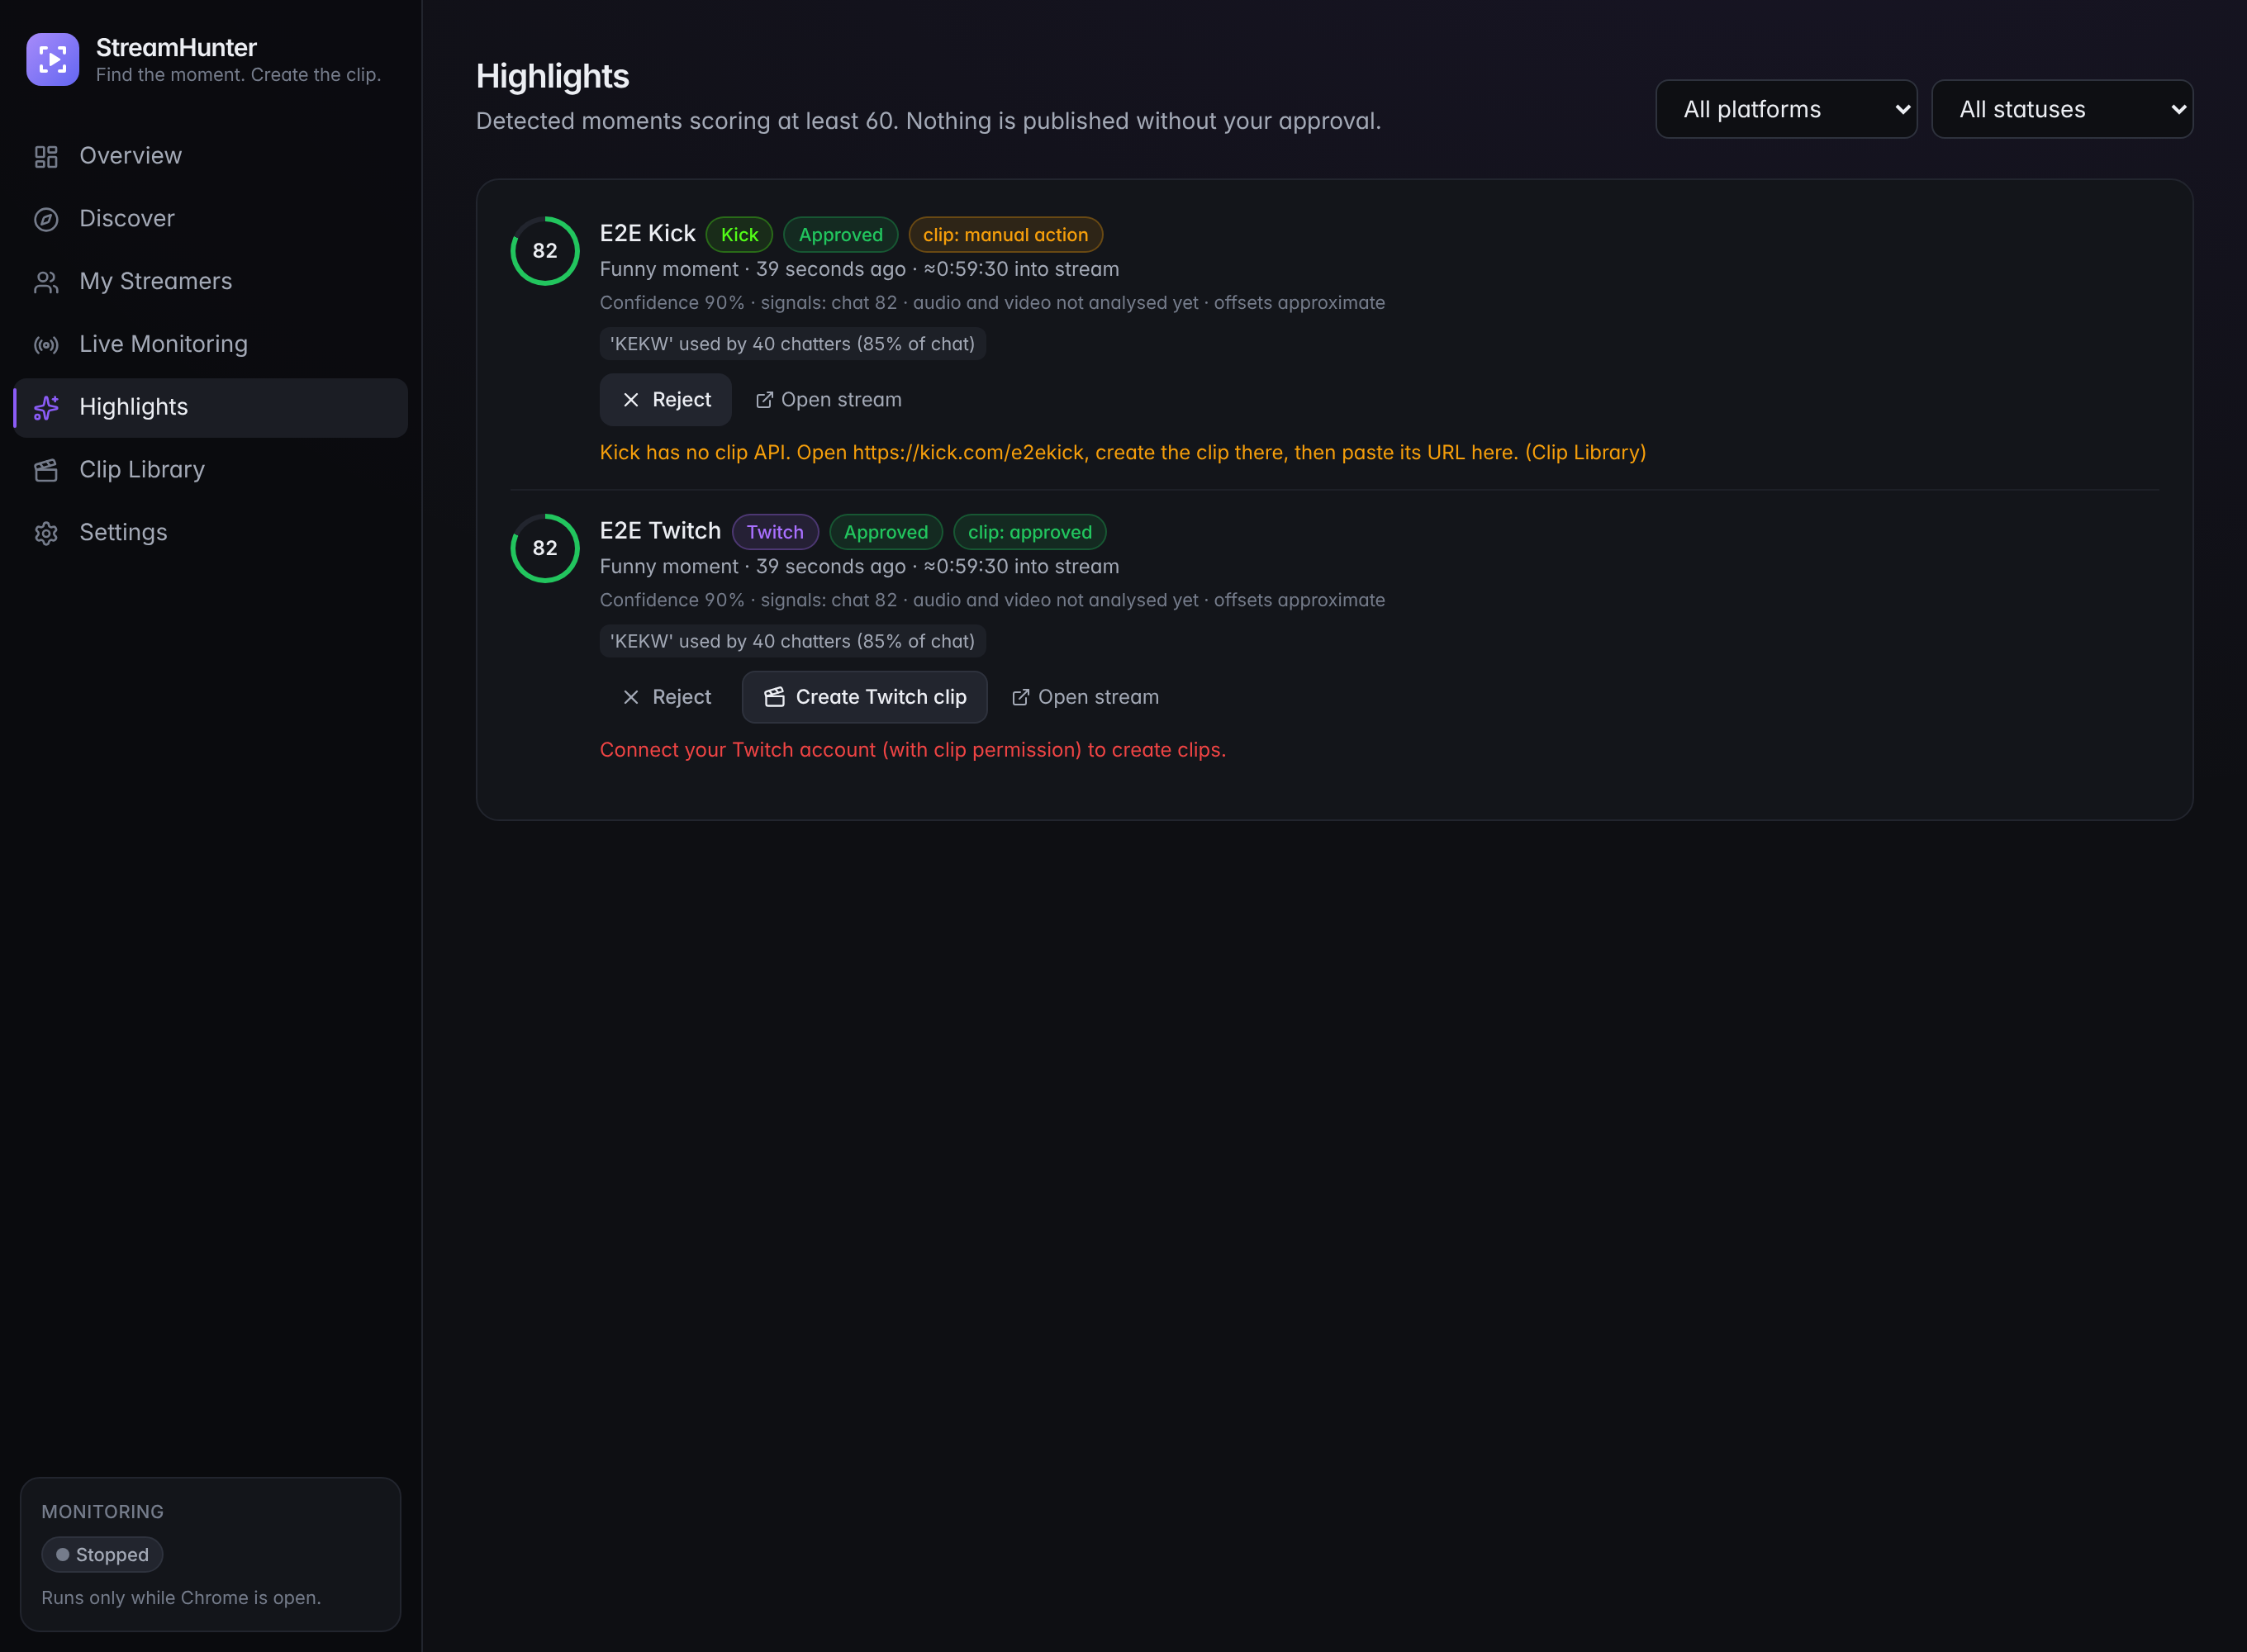 StreamHunter
Find the moment. Create the clip.
Overview
Discover
My Streamers
Live Monitoring
Highlights
Clip Library
Settings
MONITORING
Stopped
Runs only while Chrome is open.
Highlights
Detected moments scoring at least 60. Nothing is published without your approval.
All platforms
All statuses
82
E2E Kick Kick Approved clip: manual action
Funny moment · 39 seconds ago · ≈0:59:30 into stream
Confidence 90% · signals: chat 82 · audio and video not analysed yet · offsets approximate
'KEKW' used by 40 chatters (85% of chat)
Reject Open stream
Kick has no clip API. Open https://kick.com/e2ekick, create the clip there, then paste its URL here. (Clip Library)
82
E2E Twitch Twitch Approved clip: approved
Funny moment · 39 seconds ago · ≈0:59:30 into stream
Confidence 90% · signals: chat 82 · audio and video not analysed yet · offsets approximate
'KEKW' used by 40 chatters (85% of chat)
Reject Create Twitch clip Open stream
Connect your Twitch account (with clip permission) to create clips.